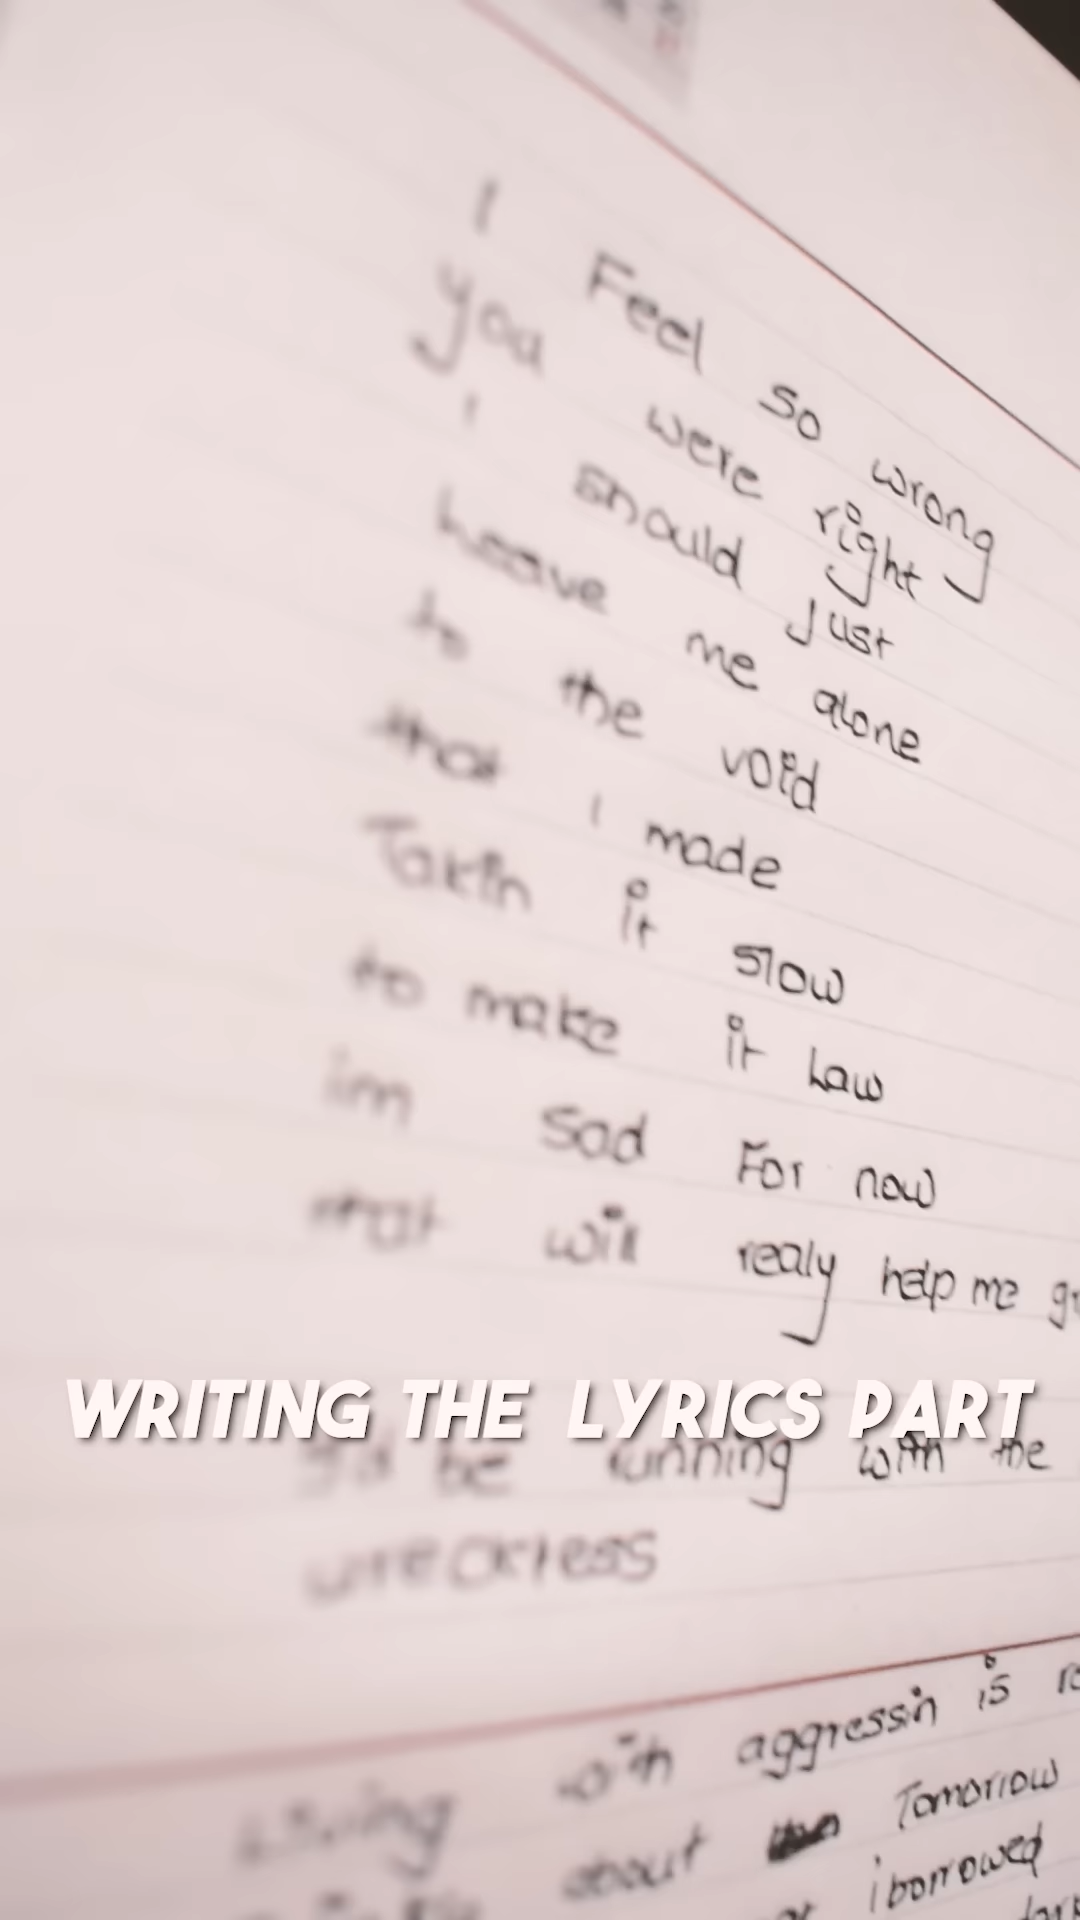 I Feel so wrong
you were right
I should just
leave me alone
to the void
that I made
Takin it slow
to make it Law
im sad For now
that will realy help me
WRITING THE LYRICS PART
be running with the
wreckless
with aggressin is
about Tomorrow
i borrowed